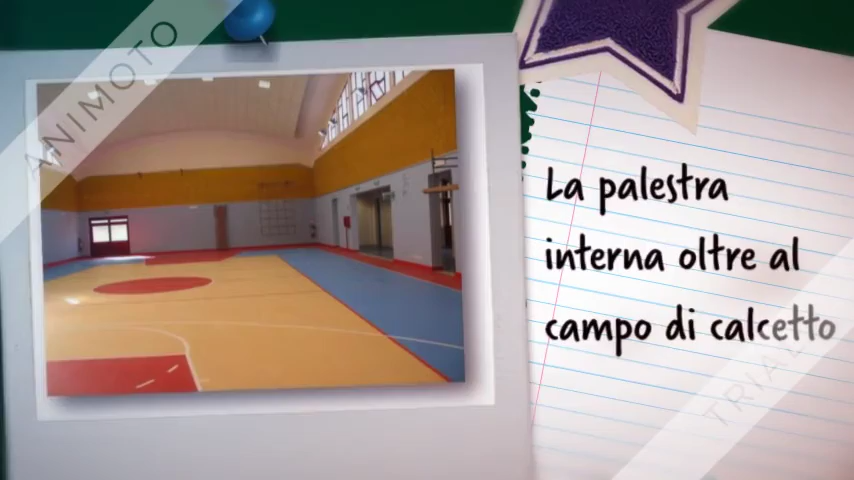 ANIMOTO
La palestra
interna oltre al
campo di calcetto
TRIAL